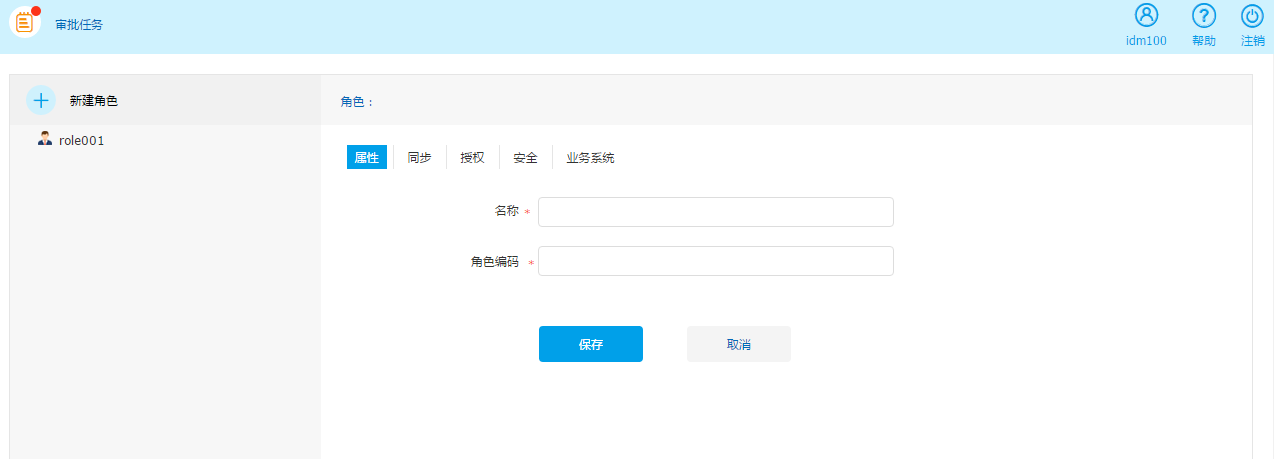 审批任务
idm100 帮助 注销
新建角色
角色：
role001
属性 同步 授权 安全 业务系统
名称 *
角色编码 *
保存 取消